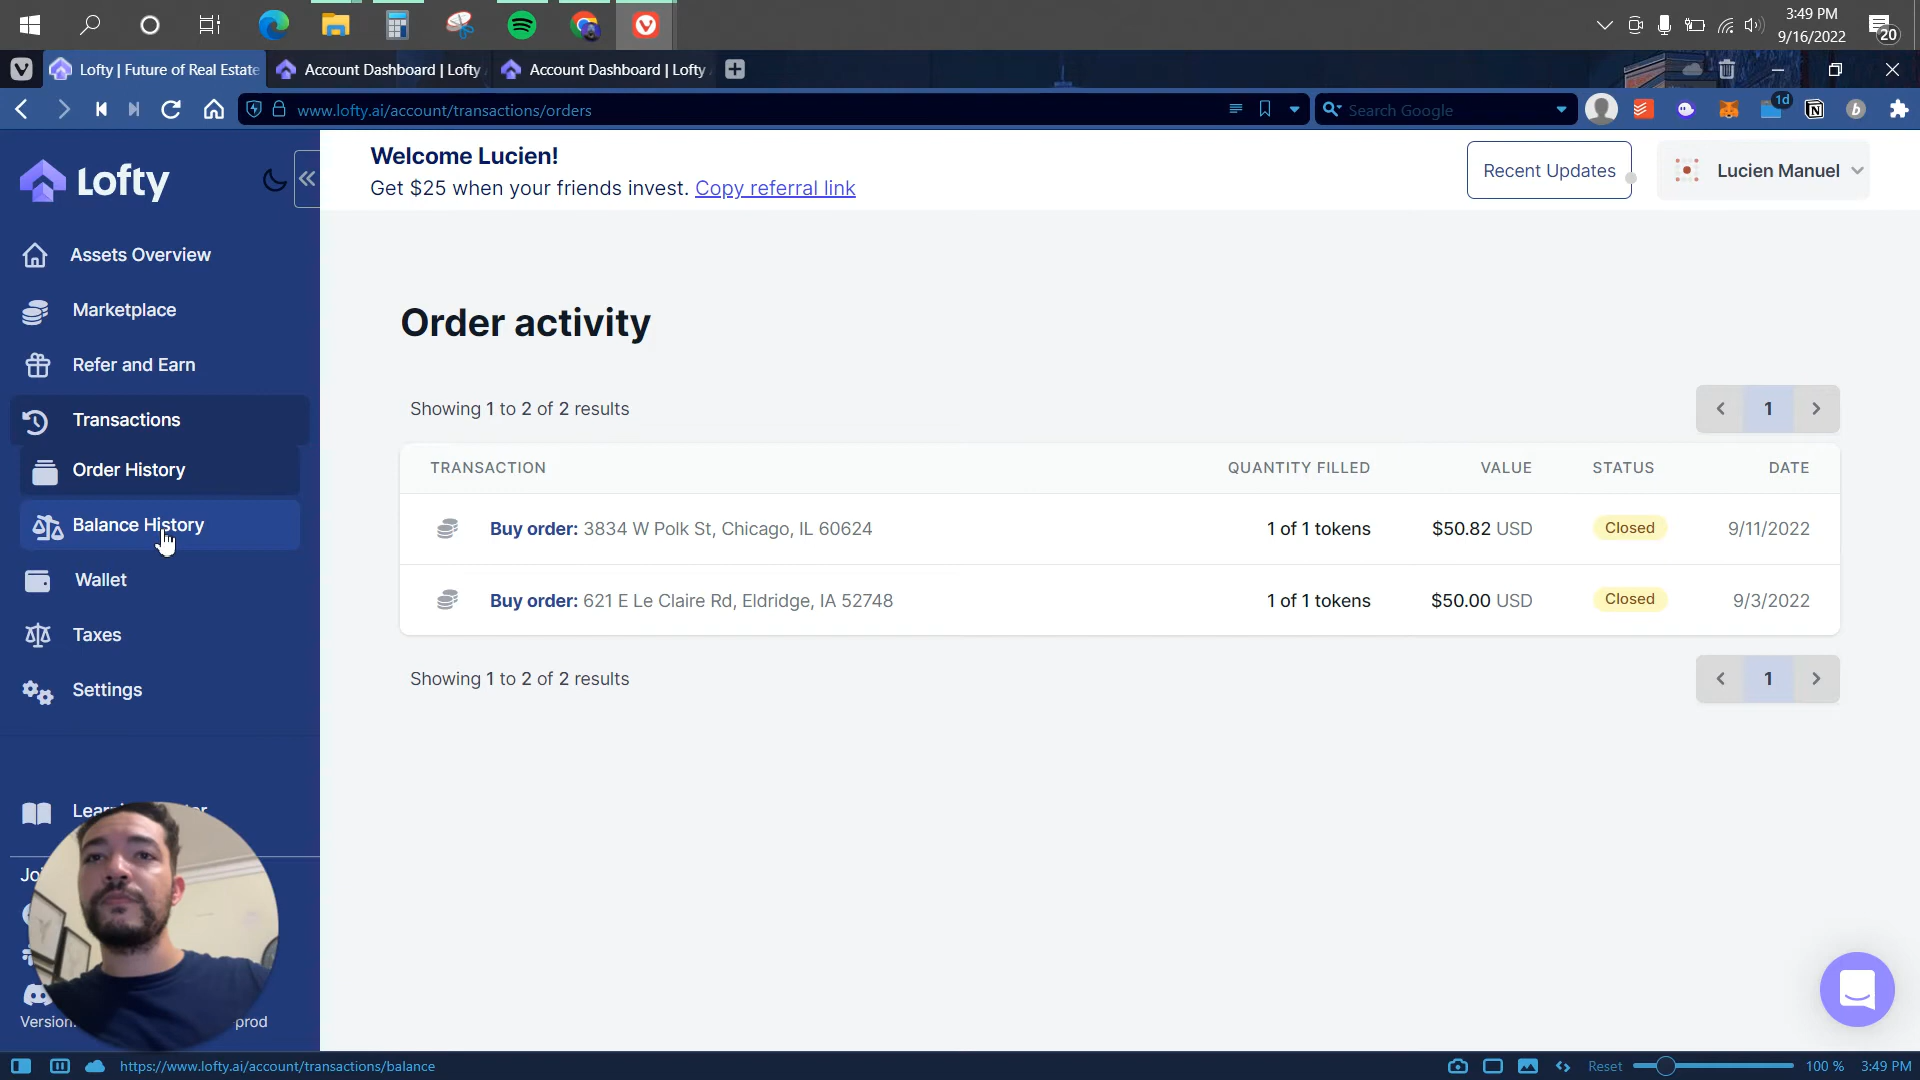 3:49 PM
9/16/2022
20
Lofty | Future of Real Estate
Account Dashboard | Lofty
Account Dashboard | Lofty
www.lofty.ai/account/transactions/orders
Search Google
1d
Lofty
Welcome Lucien!
Get $25 when your friends invest. Copy referral link
Recent Updates
Lucien Manuel
Assets Overview
Marketplace
Refer and Earn
Transactions
Order History
Balance History
Wallet
Taxes
Settings
Order activity
Showing 1 to 2 of 2 results
1
TRANSACTION QUANTITY FILLED VALUE STATUS DATE
Buy order: 3834 W Polk St, Chicago, IL 60624 1 of 1 tokens $50.82 USD Closed 9/11/2022
Buy order: 621 E Le Claire Rd, Eldridge, IA 52748 1 of 1 tokens $50.00 USD Closed 9/3/2022
Showing 1 to 2 of 2 results
1
Version
prod
https://www.lofty.ai/account/transactions/balance
Reset
100 %
3:49 PM